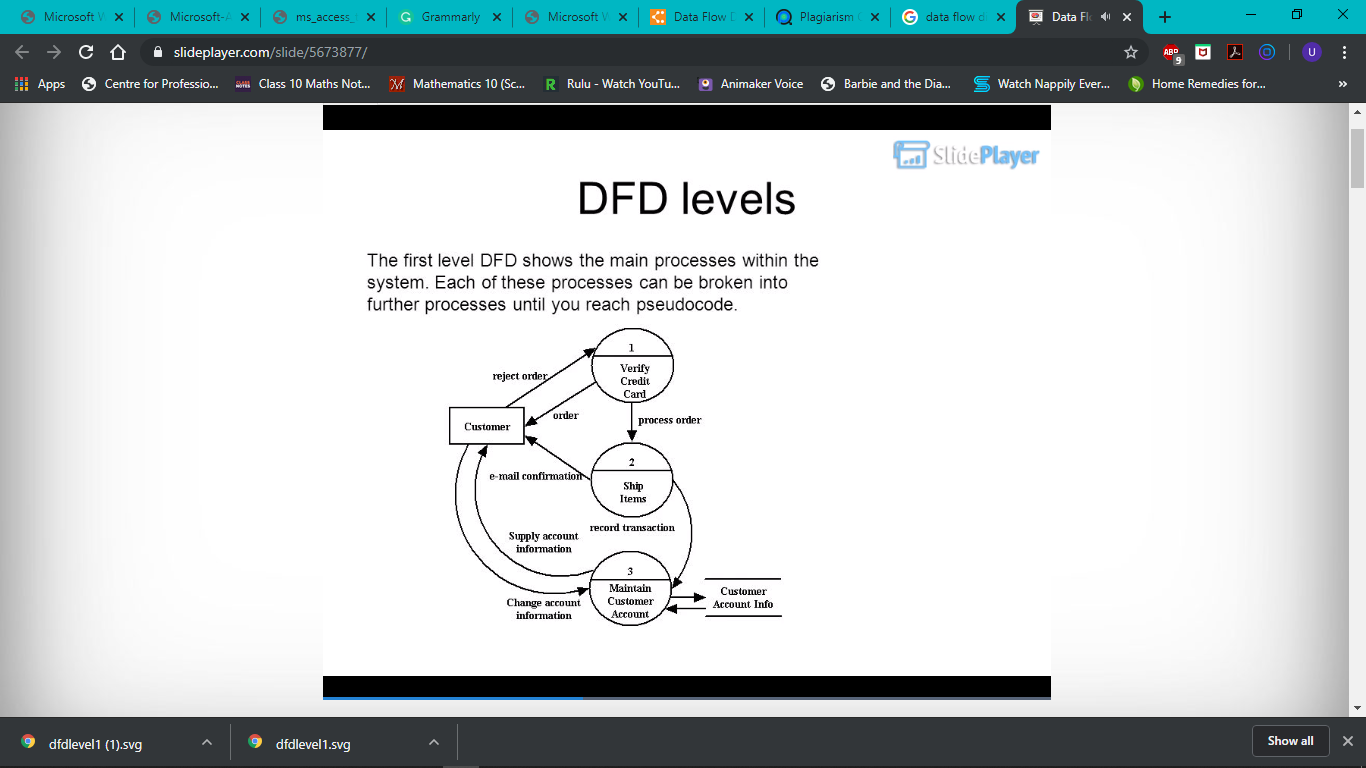 Microsoft W
Microsoft-A
ms_access_
Grammarly
Microsoft W
Data Flow D
Plagiarism
data flow d
Data Fl
slideplayer.com/slide/5673877/
ABP
9
U
Apps
Centre for Professio...
Class 10 Maths Not...
Mathematics 10 (Sc...
R
Rulu - Watch YouTu...
Animaker Voice
Barbie and the Dia...
Watch Nappily Ever...
Home Remedies for...
»
SlidePlayer
DFD levels
The first level DFD shows the main processes within the
system. Each of these processes can be broken into
further processes until you reach pseudocode.
1
Verify
Credit
Card
reject order
order
Customer
process order
2
Ship
Items
e-mail confirmation
record transaction
Supply account
information
3
Maintain
Customer
Account
Customer
Account Info
Change account
information
dfdlevel1 (1).svg
dfdlevel1.svg
Show all